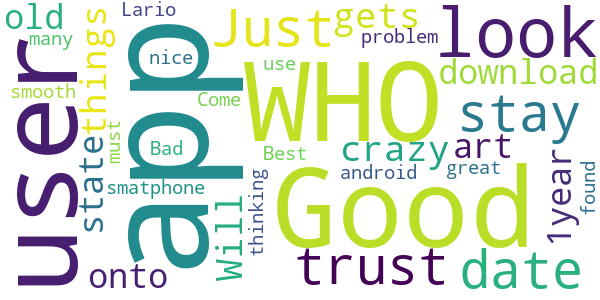 old
many
smooth
user
things
state
must
onto
Lario
app
nice
Bad
smatphone
Just
gets
problem
look
use
Come
WHO
download
Best
Will
thinking
crazy
android
Good
stay
art
great
trust
date
1year
found